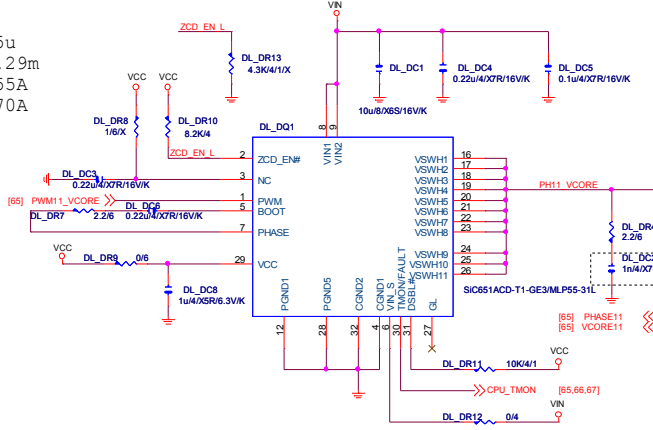 VIN
ZCD_EN_L
5u
.29m
55A
70A
DL_DR13
4.3K/4/1/X
DL_DC1
10u/8/X6S/16V/K
DL_DC4
0.22u/4/X7R/16V/K
DL_DC5
0.1u/4/X7R/16V/K
VCC
VCC
DL_DR8
1/6/X
DL_DR10
8.2K/4
DL_DQ1
8
9
VIN1
VIN2
ZCD_EN_L
2
ZCD_EN#
DL_DC3
0.22u/4/X7R/16V/K
3
NC
[65] PWM11_VCORE
1
PWM
DL_DR7
2.2/6
DL_DC6
0.22u/4/X7R/16V/K
5
BOOT
7
PHASE
VCC
DL_DR9
0/6
29
VCC
DL_DC8
1u/4/X5R/6.3V/K
VSWH1
16
VSWH2
17
VSWH3
18
VSWH4
19
VSWH5
20
VSWH6
21
VSWH7
22
VSWH8
23
VSWH9
24
VSWH10
25
VSWH11
26
PH11_VCORE
DL_DR4
2.2/6
DL_DC2
1n/4/X7
SiC651ACD-T1-GE3/MLP55-31L
PGND1
PGND5
CGND2
CGND1
VIN_S
TMON/FAULT
DSBL#
GL
12
28
32
4
6
30
31
27
[65] PHASE11
[65] VCORE11
DL_DR11
10K/4/1
VCC
CPU_TMON
[65,66,67]
VIN
DL_DR12
0/4